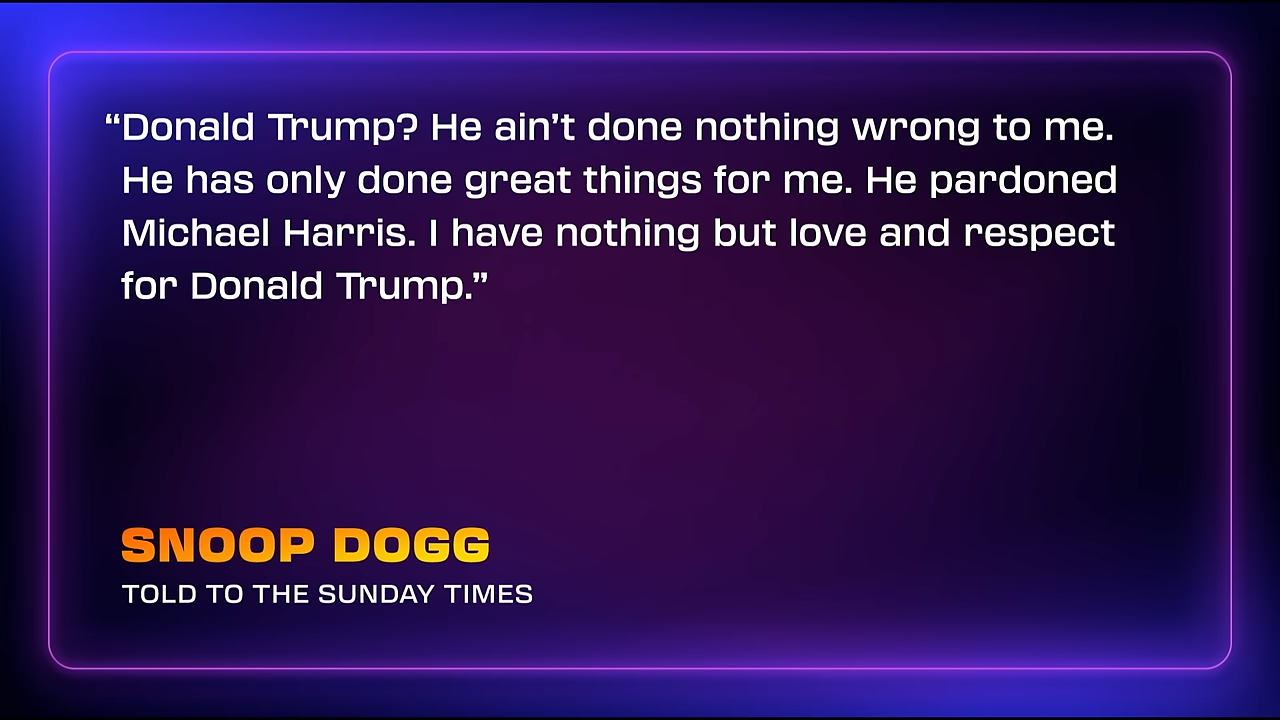 “Donald Trump? He ain’t done nothing wrong to me.
He has only done great things for me. He pardoned
Michael Harris. I have nothing but love and respect
for Donald Trump.”
SNOOP DOGG
TOLD TO THE SUNDAY TIMES